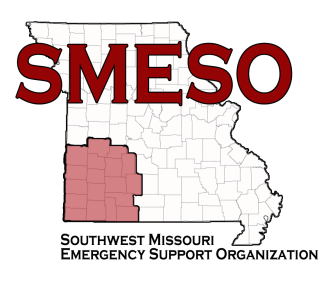 SMESO
SOUTHWEST MISSOURI
EMERGENCY SUPPORT ORGANIZATION